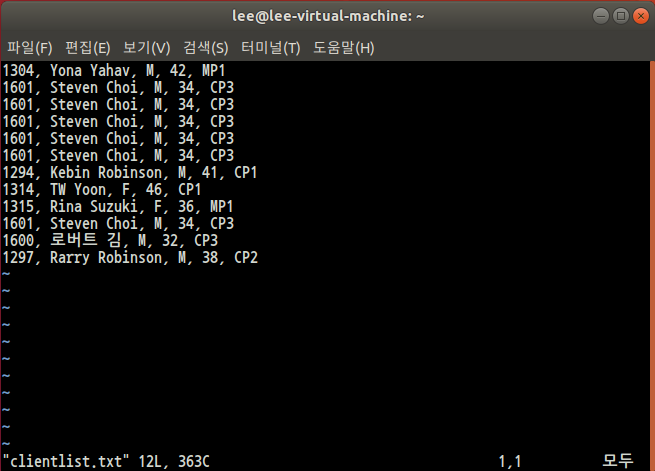 lee@lee-virtual-machine: ~
파일(F) 편집(E) 보기(V) 검색(S) 터미널(T) 도움말(H)
1304, Yona Yahav, M, 42, MP1
1601, Steven Choi, M, 34, CP3
1601, Steven Choi, M, 34, CP3
1601, Steven Choi, M, 34, CP3
1601, Steven Choi, M, 34, CP3
1601, Steven Choi, M, 34, CP3
1294, Kebin Robinson, M, 41, CP1
1314, TW Yoon, F, 46, CP1
1315, Rina Suzuki, F, 36, MP1
1601, Steven Choi, M, 34, CP3
1600, 로버트 김, M, 32, CP3
1297, Rarry Robinson, M, 38, CP2
~
~
~
~
~
~
~
~
~
~
~
"clientlist.txt" 12L, 363C 1,1 모두